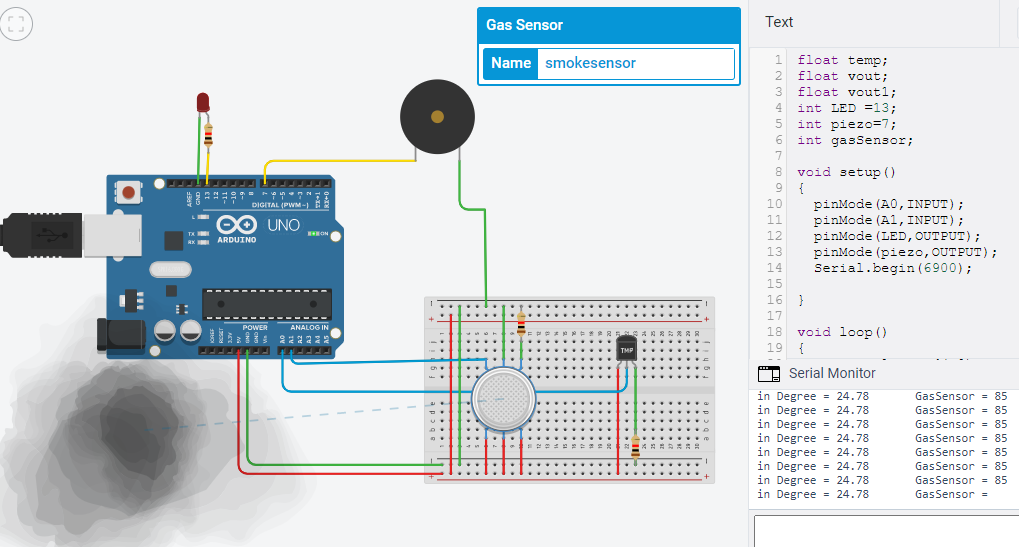 Gas Sensor
Name smokesensor
Text
1 float temp;
2 float vout;
3 float vout1;
4 int LED =13;
5 int piezo=7;
6 int gasSensor;
7
8 void setup()
9 {
10 pinMode(A0,INPUT);
11 pinMode(A1,INPUT);
12 pinMode(LED,OUTPUT);
13 pinMode(piezo,OUTPUT);
14 Serial.begin(6900);
15
16 }
17
18 void loop()
19 {
Serial Monitor
in Degree = 24.78 GasSensor = 85
in Degree = 24.78 GasSensor = 85
in Degree = 24.78 GasSensor = 85
in Degree = 24.78 GasSensor = 85
in Degree = 24.78 GasSensor = 85
in Degree = 24.78 GasSensor = 85
in Degree = 24.78 GasSensor = 85
in Degree = 24.78 GasSensor =
AREF GND 13 12 ~11 ~10 ~9 8 7 ~6 ~5 4 ~3 2 TX→1 RX←0
DIGITAL (PWM~)
L
TX
RX
ARDUINO
UNO
ON
POWER
ANALOG IN
IOREF RESET 3.3V 5V GND GND Vin A0 A1 A2 A3 A4 A5
TMP